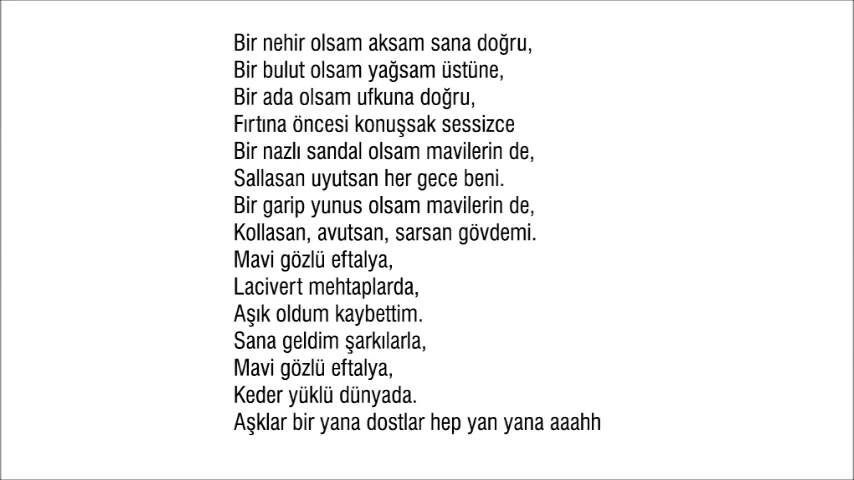 Bir nehir olsam aksam sana doğru,
Bir bulut olsam yağsam üstüne,
Bir ada olsam ufkuna doğru,
Fırtına öncesi konuşsak sessizce
Bir nazlı sandal olsam mavilerin de,
Sallasan uyutsan her gece beni.
Bir garip yunus olsam mavilerin de,
Kollasan, avutsan, sarsan gövdemi.
Mavi gözlü eftalya,
Lacivert mehtaplarda,
Aşık oldum kaybettim.
Sana geldim şarkılarla,
Mavi gözlü eftalya,
Keder yüklü dünyada.
Aşklar bir yana dostlar hep yan yana aaahh